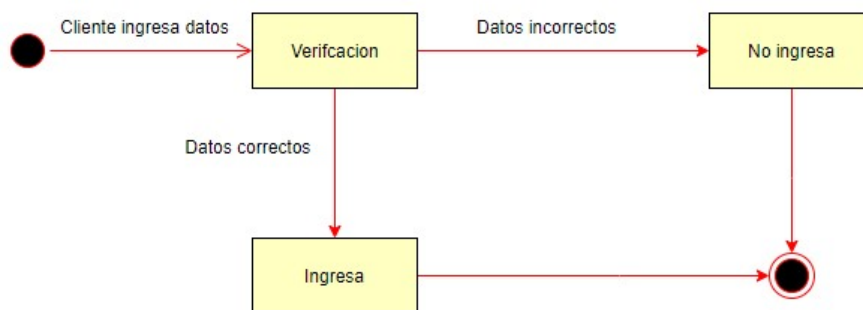 Cliente ingresa datos
Verifcacion
Datos incorrectos
No ingresa
Datos correctos
Ingresa